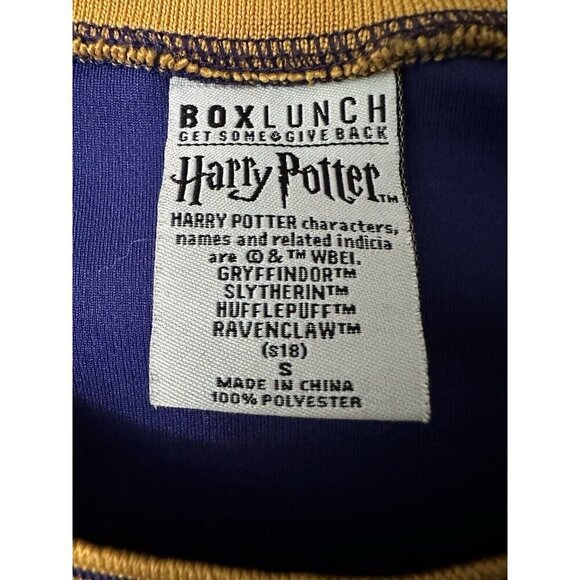 BOXLUNCH
GET SOME GIVE BACK
Harry Potter™
HARRY POTTER characters,
names and related indicia
are © & ™ WBEI.
GRYFFINDOR™
SLYTHERIN™
HUFFLEPUFF™
RAVENCLAW™
(s18)
S
MADE IN CHINA
100% POLYESTER